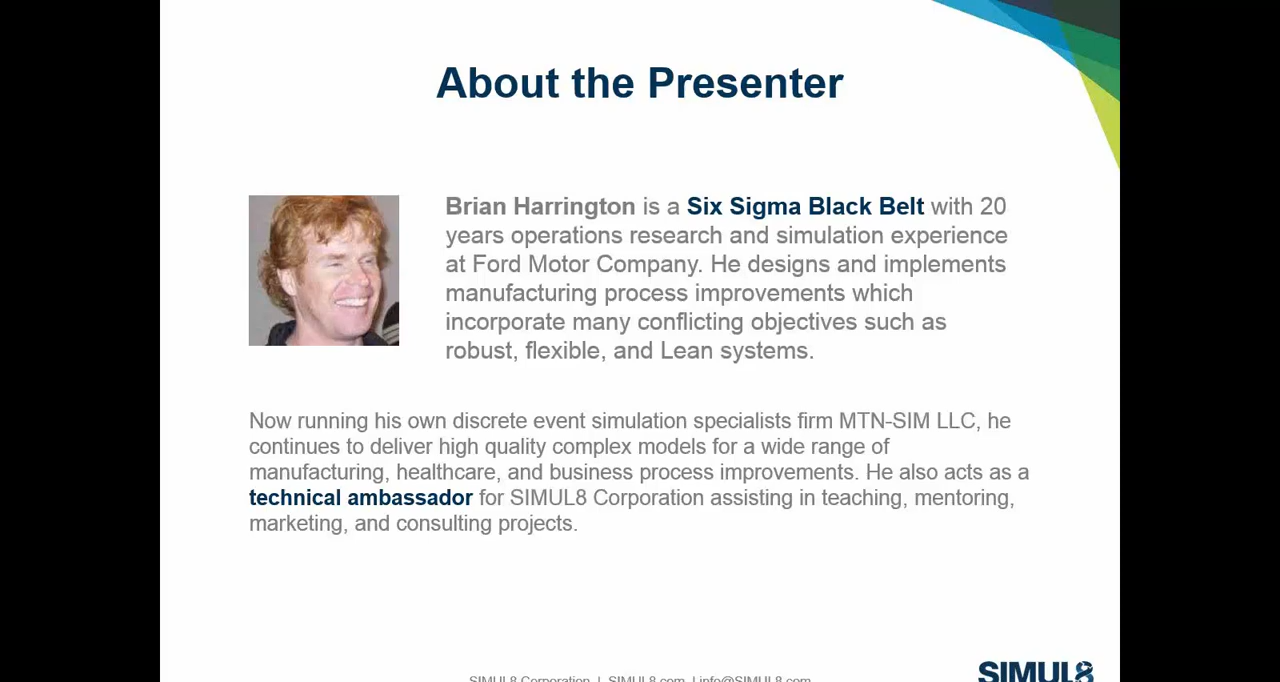 About the Presenter
Brian Harrington is a Six Sigma Black Belt with 20
years operations research and simulation experience
at Ford Motor Company. He designs and implements
manufacturing process improvements which
incorporate many conflicting objectives such as
robust, flexible, and Lean systems.
Now running his own discrete event simulation specialists firm MTN-SIM LLC, he
continues to deliver high quality complex models for a wide range of
manufacturing, healthcare, and business process improvements. He also acts as a
technical ambassador for SIMUL8 Corporation assisting in teaching, mentoring,
marketing, and consulting projects.
SIMUL8 Corporation | SIMUL8.com | info@SIMUL8.com
SIMUL8